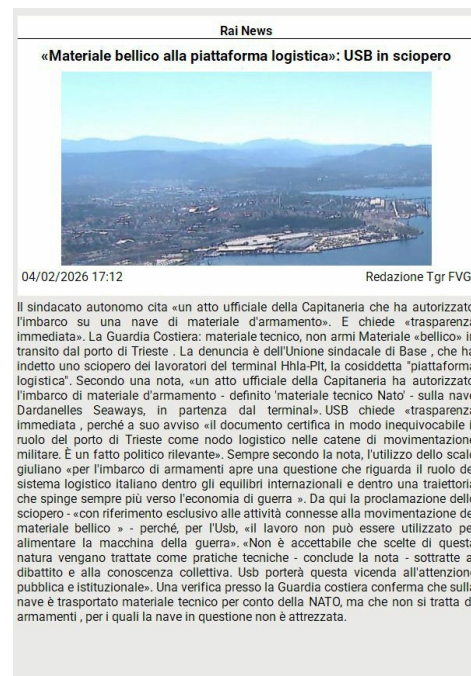 Rai News
«Materiale bellico alla piattaforma logistica»: USB in sciopero
04/02/2026 17:12 Redazione Tgr FVG
Il sindacato autonomo cita «un atto ufficiale della Capitaneria che ha autorizzato
l'imbarco su una nave di materiale d'armamento». E chiede «trasparenza
immediata». La Guardia Costiera: materiale tecnico, non armi Materiale «bellico» in
transito dal porto di Trieste . La denuncia è dell'Unione sindacale di Base , che ha
indetto uno sciopero dei lavoratori del terminal Hhla-Plt, la cosiddetta "piattaforma
logistica". Secondo una nota, «un atto ufficiale della Capitaneria ha autorizzato
l'imbarco di materiale d'armamento - definito 'materiale tecnico Nato' - sulla nave
Dardanelles Seaways, in partenza dal terminal». USB chiede «trasparenza
immediata , perché a suo avviso «il documento certifica in modo inequivocabile il
ruolo del porto di Trieste come nodo logistico nelle catene di movimentazione
militare. È un fatto politico rilevante». Sempre secondo la nota, l'utilizzo dello scalo
giuliano «per l'imbarco di armamenti apre una questione che riguarda il ruolo del
sistema logistico italiano dentro gli equilibri internazionali e dentro una traiettoria
che spinge sempre più verso l'economia di guerra ». Da qui la proclamazione dello
sciopero - «con riferimento esclusivo alle attività connesse alla movimentazione del
materiale bellico » - perché, per l'Usb, «il lavoro non può essere utilizzato per
alimentare la macchina della guerra». «Non è accettabile che scelte di questa
natura vengano trattate come pratiche tecniche - conclude la nota - sottratte al
dibattito e alla conoscenza collettiva. Usb porterà questa vicenda all'attenzione
pubblica e istituzionale». Una verifica presso la Guardia costiera conferma che sulla
nave è trasportato materiale tecnico per conto della NATO, ma che non si tratta di
armamenti , per i quali la nave in questione non è attrezzata.